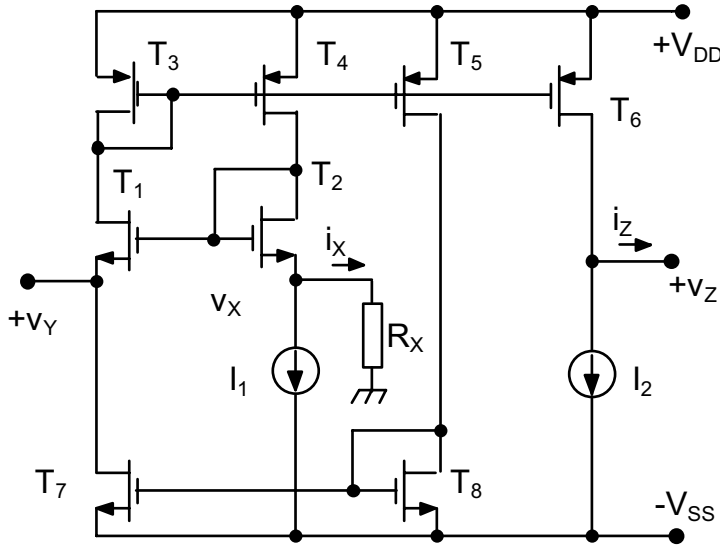 T3
T4
T5
+VDD
T6
T1
T2
iX
iZ
+vY
vX
+vZ
RX
I1
I2
T7
T8
-VSS